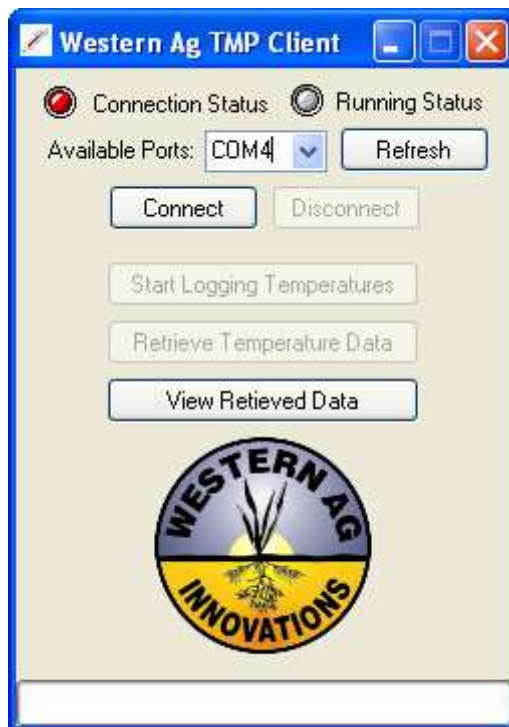 Western Ag TMP Client
Connection Status Running Status
Available Ports: COM4 Refresh
Connect Disconnect
Start Logging Temperatures
Retrieve Temperature Data
View Retieved Data
WESTERN AG
INNOVATIONS